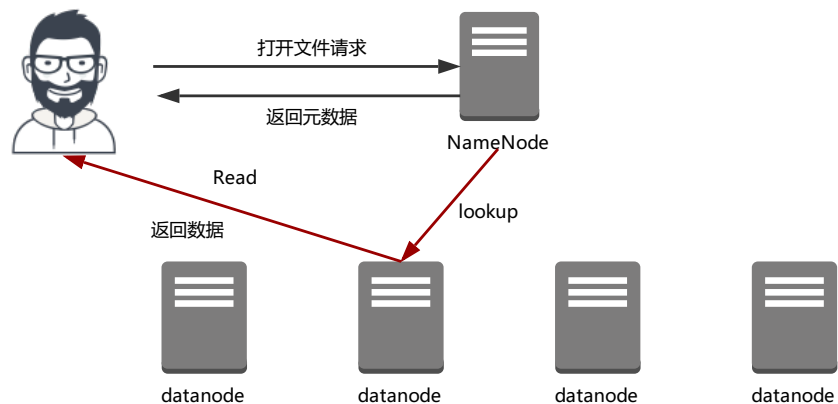 打开文件请求
返回元数据
NameNode
Read
lookup
返回数据
datanode
datanode
datanode
datanode